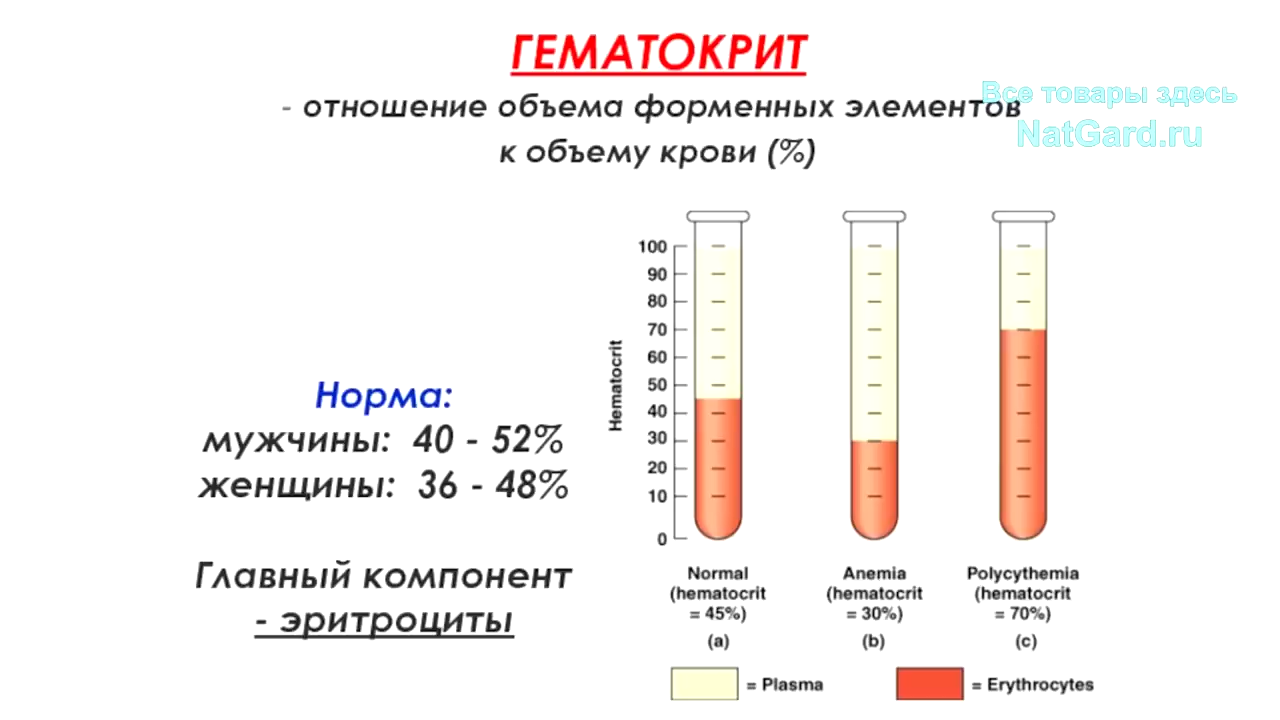 ГЕМАТОКРИТ
- отношение объема форменных элементов
к объему крови (%)
Все товары здесь
NatGard.ru
Норма:
мужчины: 40 - 52%
женщины: 36 - 48%
Главный компонент
- эритроциты
Hematocrit
100
90
80
70
60
50
40
30
20
10
0
Normal
(hematocrit
= 45%)
(a)
Anemia
(hematocrit
= 30%)
(b)
Polycythemia
(hematocrit
= 70%)
(c)
= Plasma
= Erythrocytes